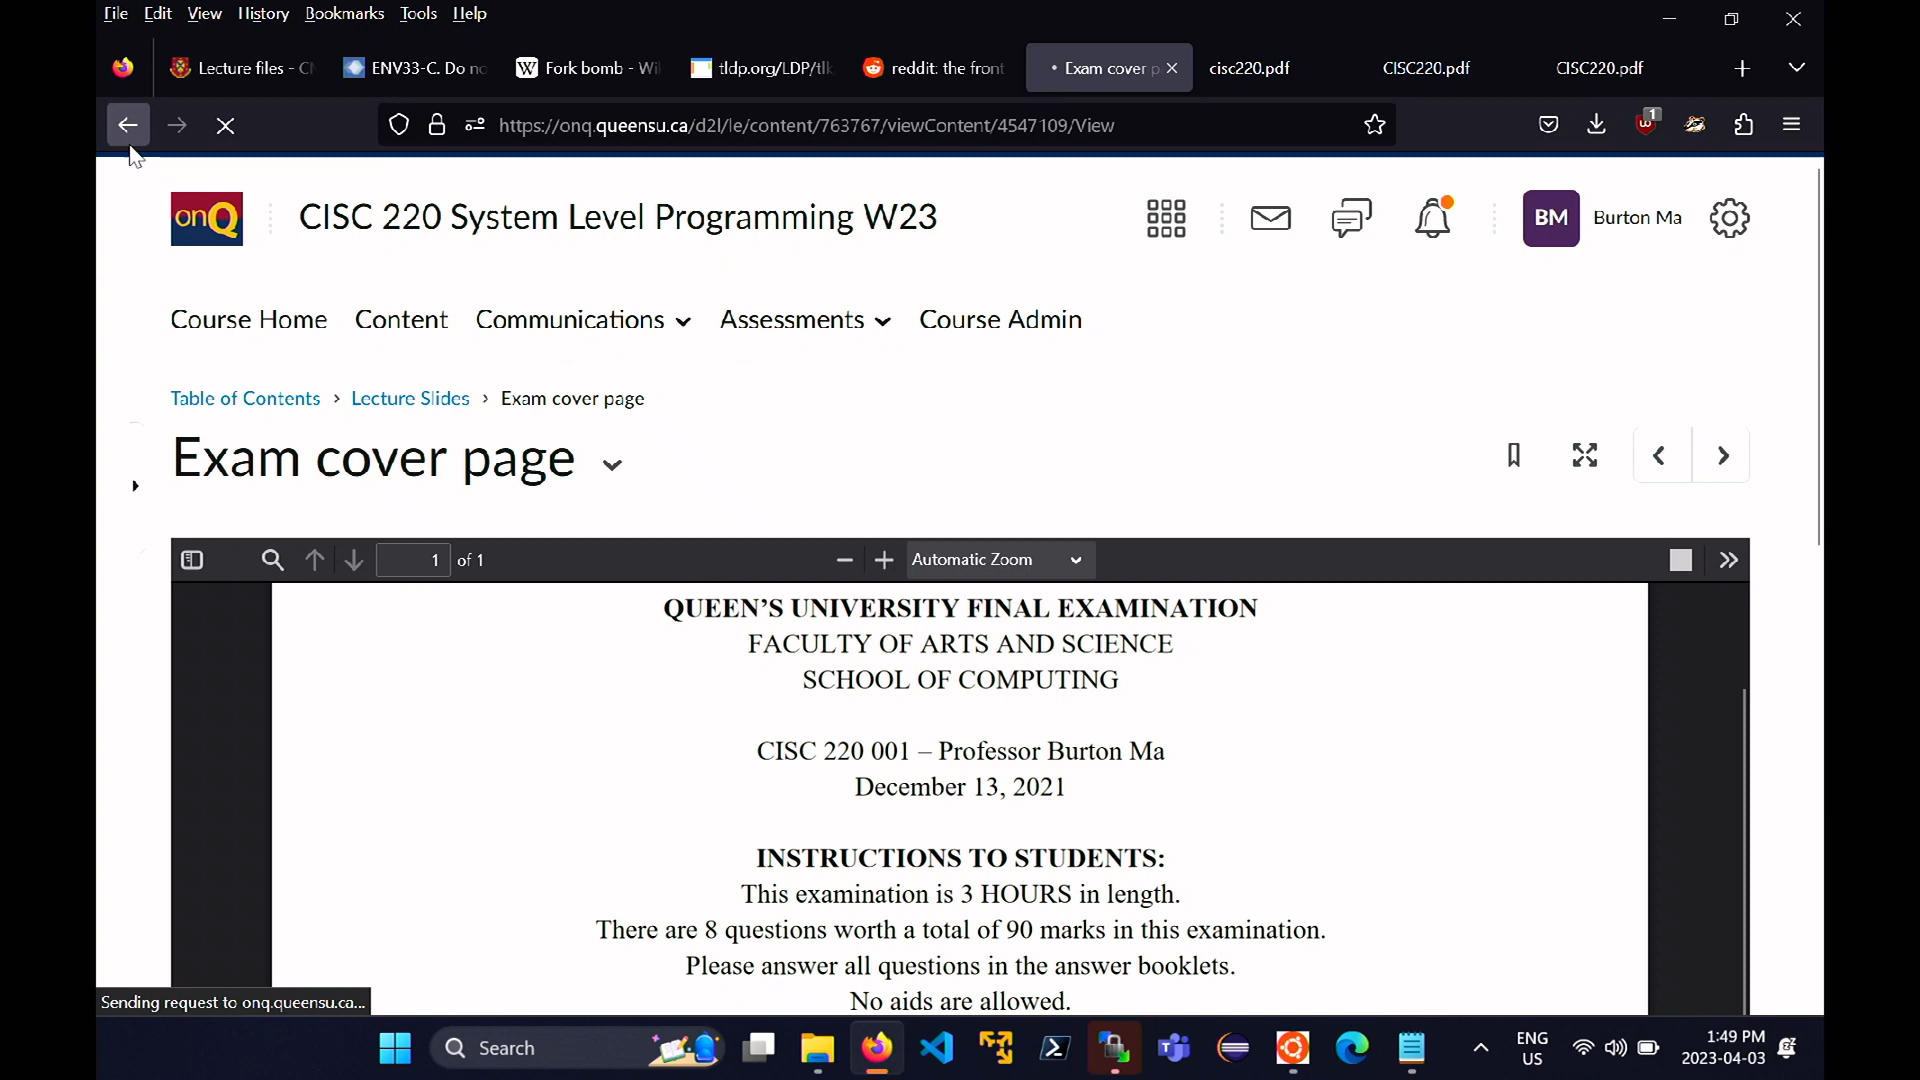 File Edit View History Bookmarks Tools Help
Lecture files - C
ENV33-C. Do no
Fork bomb - Wi
tldp.org/LDP/tl
reddit: the front
Exam cover p
cisc220.pdf
CISC220.pdf
CISC220.pdf
https://onq.queensu.ca/d2l/le/content/763767/viewContent/4547109/View
1
onQ
CISC 220 System Level Programming W23
BM
Burton Ma
Course Home Content Communications Assessments Course Admin
Table of Contents › Lecture Slides › Exam cover page
Exam cover page
1 of 1
Automatic Zoom
QUEEN'S UNIVERSITY FINAL EXAMINATION
FACULTY OF ARTS AND SCIENCE
SCHOOL OF COMPUTING
CISC 220 001 – Professor Burton Ma
December 13, 2021
INSTRUCTIONS TO STUDENTS:
This examination is 3 HOURS in length.
There are 8 questions worth a total of 90 marks in this examination.
Please answer all questions in the answer booklets.
No aids are allowed.
Sending request to onq.queensu.ca...
Search
ENG
US
1:49 PM
2023-04-03